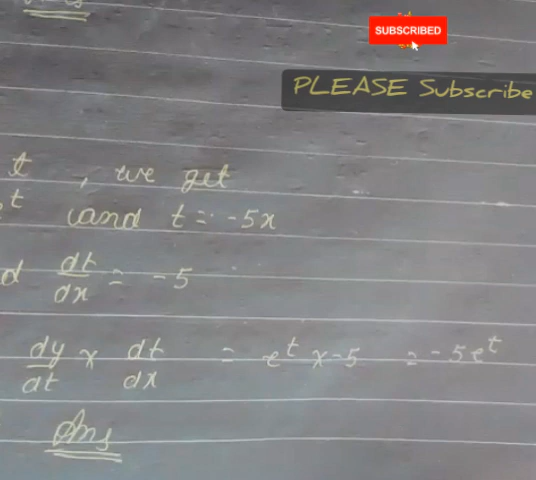 SUBSCRIBED
PLEASE Subscribe
t , we get
t and t = -5x
d dt/dx = -5
dy/dt x dt/dx = e^t x -5 = -5e^t
Ans